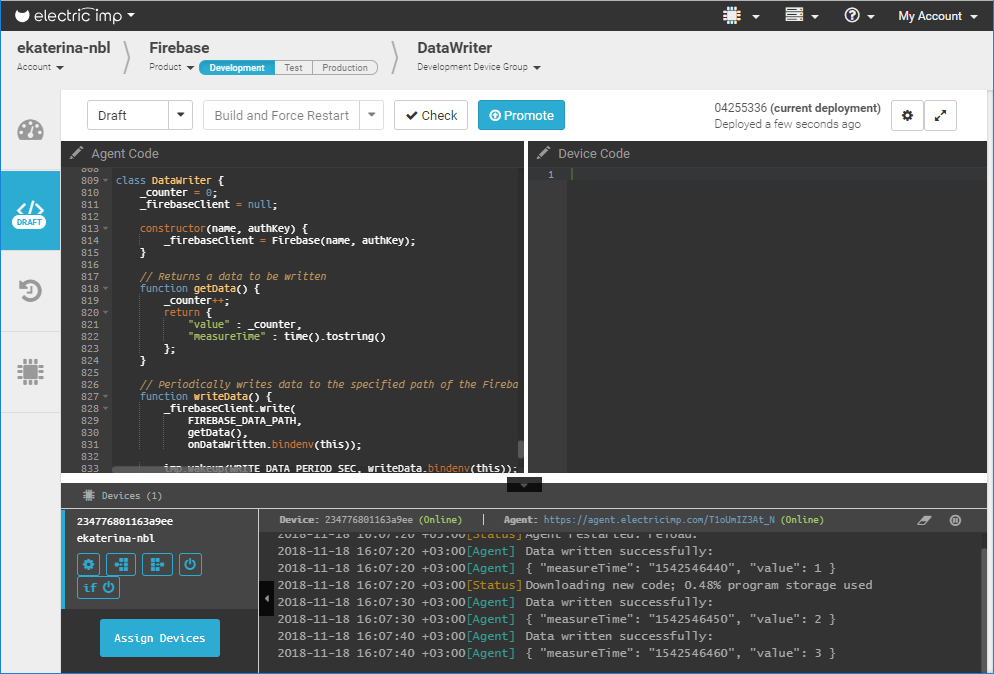 electric imp
My Account
ekaterina-nbl
Account
Firebase
Product Development Test Production
DataWriter
Development Device Group
DRAFT
Draft
Build and Force Restart
Check
Promote
04255336 (current deployment)
Deployed a few seconds ago
Agent Code
808
809 class DataWriter {
810 _counter = 0;
811 _firebaseClient = null;
812
813 constructor(name, authKey) {
814 _firebaseClient = Firebase(name, authKey);
815 }
816
817 // Returns a data to be written
818 function getData() {
819 _counter++;
820 return {
821 "value" : _counter,
822 "measureTime" : time().tostring()
823 };
824 }
825
826 // Periodically writes data to the specified path of the Fireba
827 function writeData() {
828 _firebaseClient.write(
829 FIREBASE_DATA_PATH,
830 getData(),
831 onDataWritten.bindenv(this));
832
833 imp.wakeup(WRITE_DATA_PERIOD_SEC, writeData.bindenv(this));
Device Code
1
Devices (1)
234776801163a9ee
ekaterina-nbl
if
Assign Devices
Device: 234776801163a9ee (Online) | Agent: https://agent.electricimp.com/T1oUmIZ3At_N (Online)
2018-11-18 16:07:20 +03:00[Status] Agent restarted: reload.
2018-11-18 16:07:20 +03:00[Agent] Data written successfully:
2018-11-18 16:07:20 +03:00[Agent] { "measureTime": "1542546440", "value": 1 }
2018-11-18 16:07:20 +03:00[Status] Downloading new code; 0.48% program storage used
2018-11-18 16:07:30 +03:00[Agent] Data written successfully:
2018-11-18 16:07:30 +03:00[Agent] { "measureTime": "1542546450", "value": 2 }
2018-11-18 16:07:40 +03:00[Agent] Data written successfully:
2018-11-18 16:07:40 +03:00[Agent] { "measureTime": "1542546460", "value": 3 }